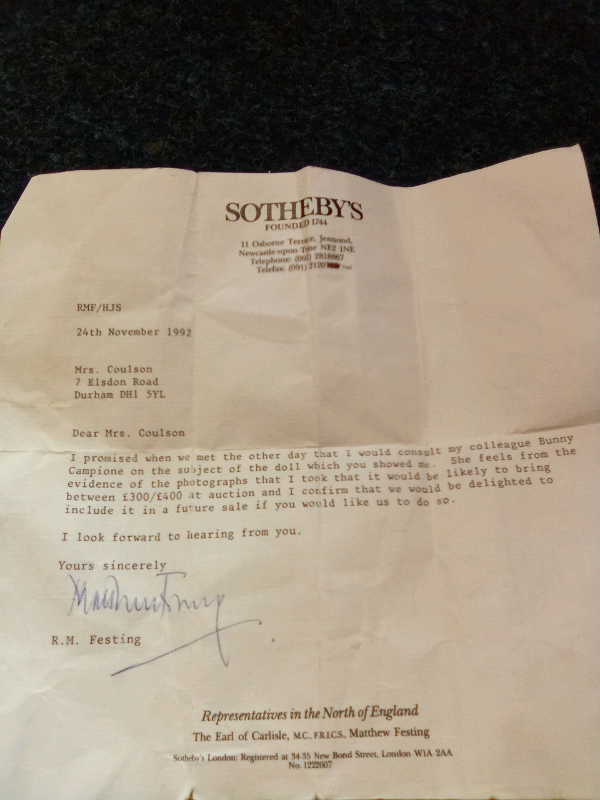 SOTHEBY'S
FOUNDED 1744
11 Osborne Terrace, Jesmond,
Newcastle-upon-Tyne NE2 1NE
Telephone: (091) 2818867
Telefax: (091)
RMF/HJS
24th November 1992
Mrs. Coulson
7 Elsdon Road
Durham DH1 5YL
Dear Mrs. Coulson
I promised when we met the other day that I would consult my colleague Bunny
Campione on the subject of the doll which you showed me. She feels from the
evidence of the photographs that I took that it would be likely to bring
between £300/£400 at auction and I confirm that we would be delighted to
include it in a future sale if you would like us to do so.
I look forward to hearing from you.
Yours sincerely
Matthew Festing
R.M. Festing
Representatives in the North of England
The Earl of Carlisle, M.C. F.R.I.C.S., Matthew Festing
Sotheby's London: Registered at 34-35 New Bond Street, London W1A 2AA
No. 1222607